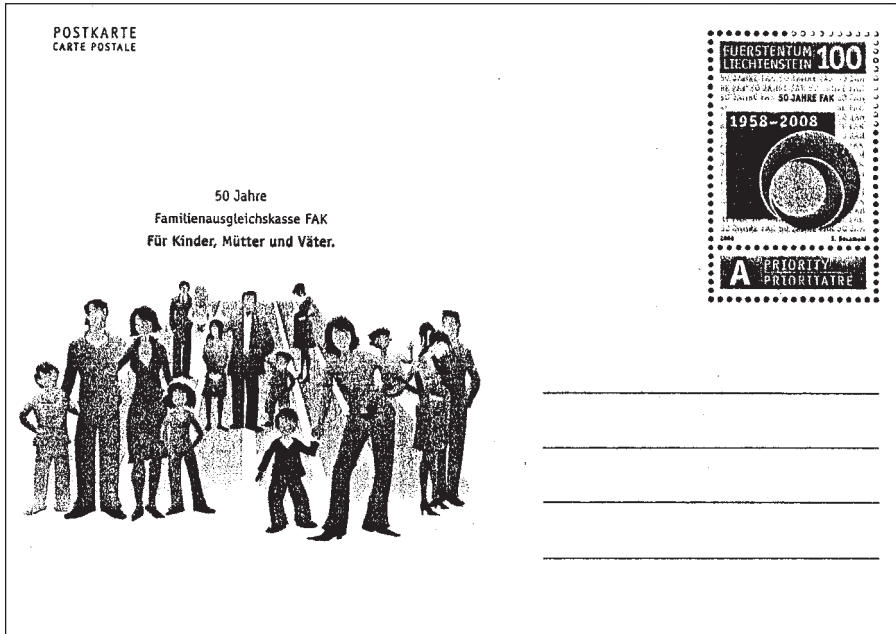 POSTKARTE
CARTE POSTALE
FUERSTENTUM
LIECHTENSTEIN 100
50 JAHRE FAK
1958–2008
50 Jahre
Familienausgleichskasse FAK
Für Kinder, Mütter und Väter.
2008
A PRIORITY
PRIORITAIRE